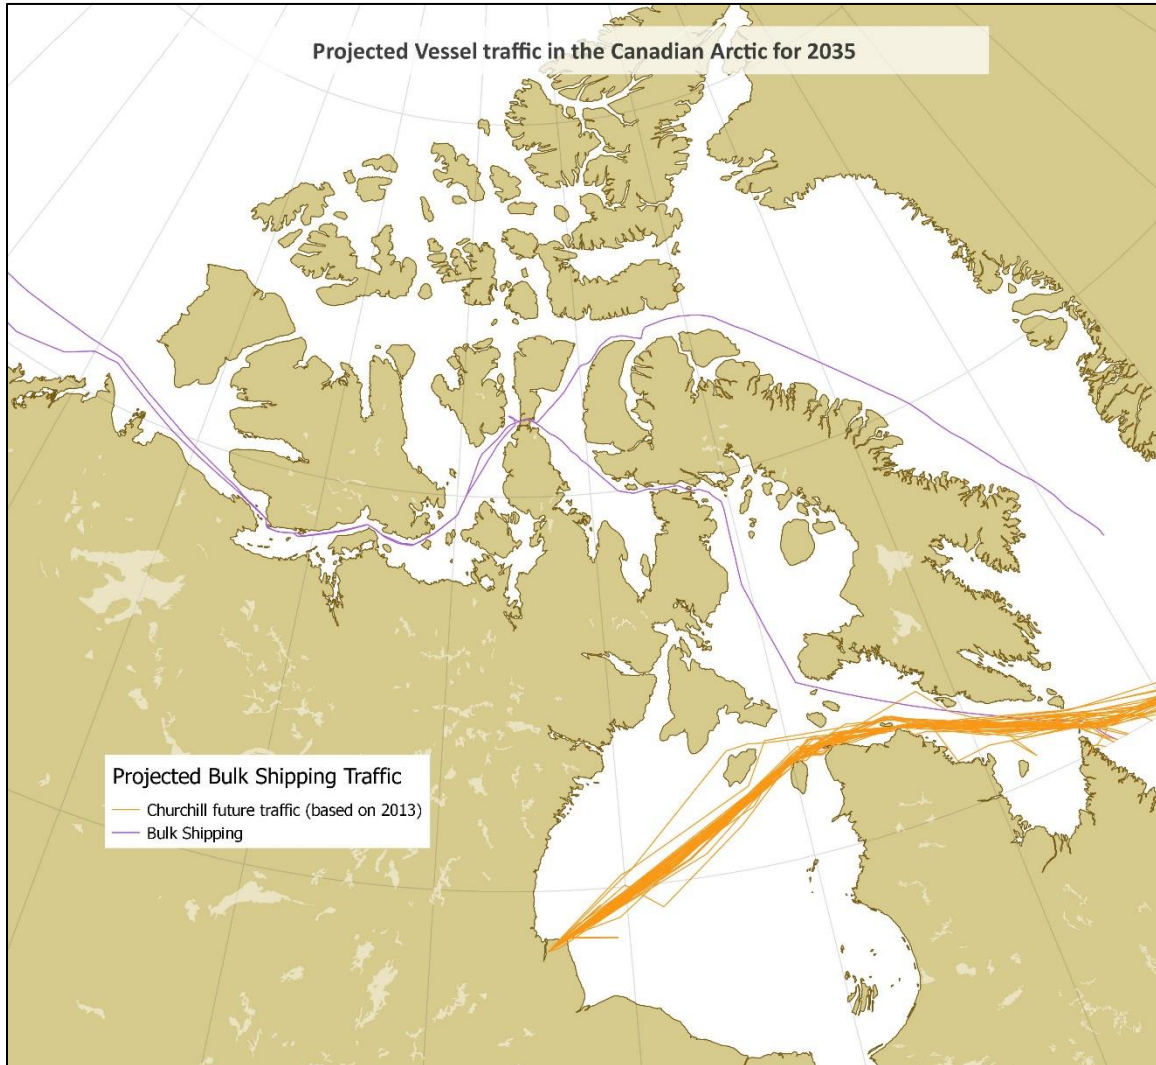 Projected Vessel traffic in the Canadian Arctic for 2035
Projected Bulk Shipping Traffic
Churchill future traffic (based on 2013)
Bulk Shipping